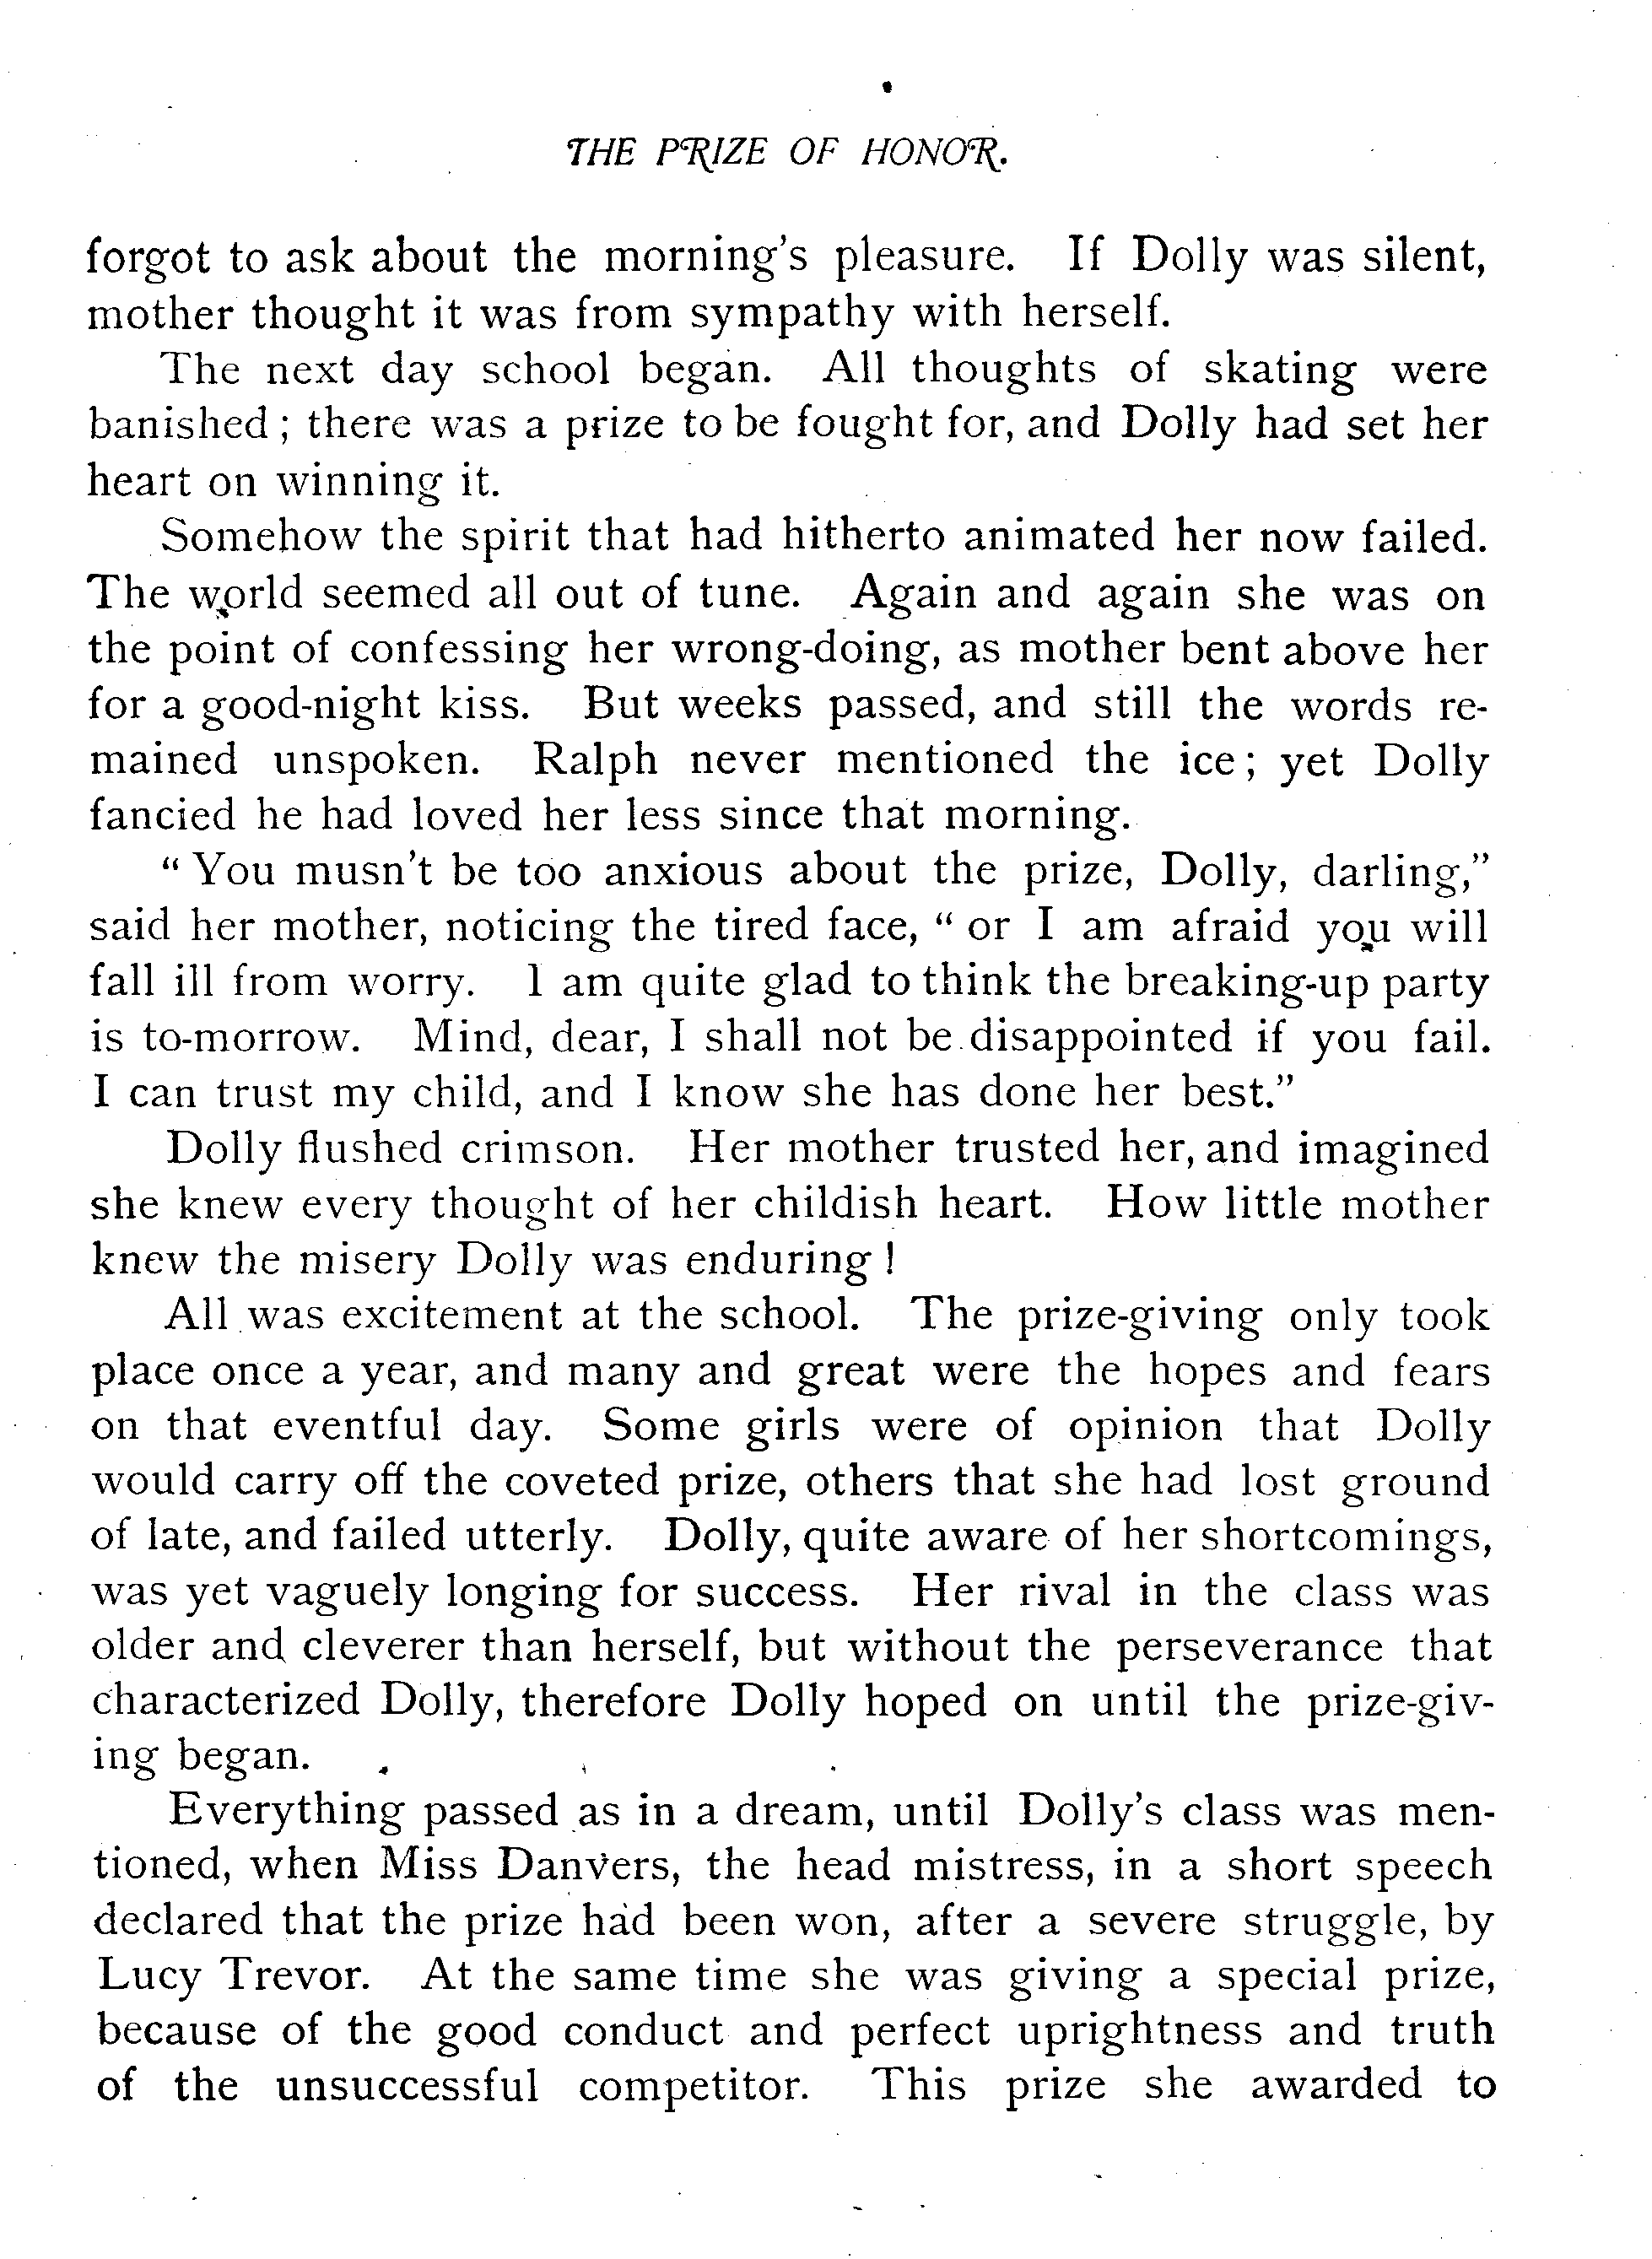 THE PRIZE OF HONOR.
forgot to ask about the morning's pleasure. If Dolly was silent,
mother thought it was from sympathy with herself.
The next day school began. All thoughts of skating were
banished; there was a prize to be fought for, and Dolly had set her
heart on winning it.
Somehow the spirit that had hitherto animated her now failed.
The world seemed all out of tune. Again and again she was on
the point of confessing her wrong-doing, as mother bent above her
for a good-night kiss. But weeks passed, and still the words re-
mained unspoken. Ralph never mentioned the ice; yet Dolly
fancied he had loved her less since that morning.
"You musn't be too anxious about the prize, Dolly, darling,"
said her mother, noticing the tired face, "or I am afraid you will
fall ill from worry. I am quite glad to think the breaking-up party
is to-morrow. Mind, dear, I shall not be disappointed if you fail.
I can trust my child, and I know she has done her best."
Dolly flushed crimson. Her mother trusted her, and imagined
she knew every thought of her childish heart. How little mother
knew the misery Dolly was enduring!
All was excitement at the school. The prize-giving only took
place once a year, and many and great were the hopes and fears
on that eventful day. Some girls were of opinion that Dolly
would carry off the coveted prize, others that she had lost ground
of late, and failed utterly. Dolly, quite aware of her shortcomings,
was yet vaguely longing for success. Her rival in the class was
older and cleverer than herself, but without the perseverance that
characterized Dolly, therefore Dolly hoped on until the prize-giv-
ing began.
Everything passed as in a dream, until Dolly's class was men-
tioned, when Miss Danvers, the head mistress, in a short speech
declared that the prize had been won, after a severe struggle, by
Lucy Trevor. At the same time she was giving a special prize,
because of the good conduct and perfect uprightness and truth
of the unsuccessful competitor. This prize she awarded to